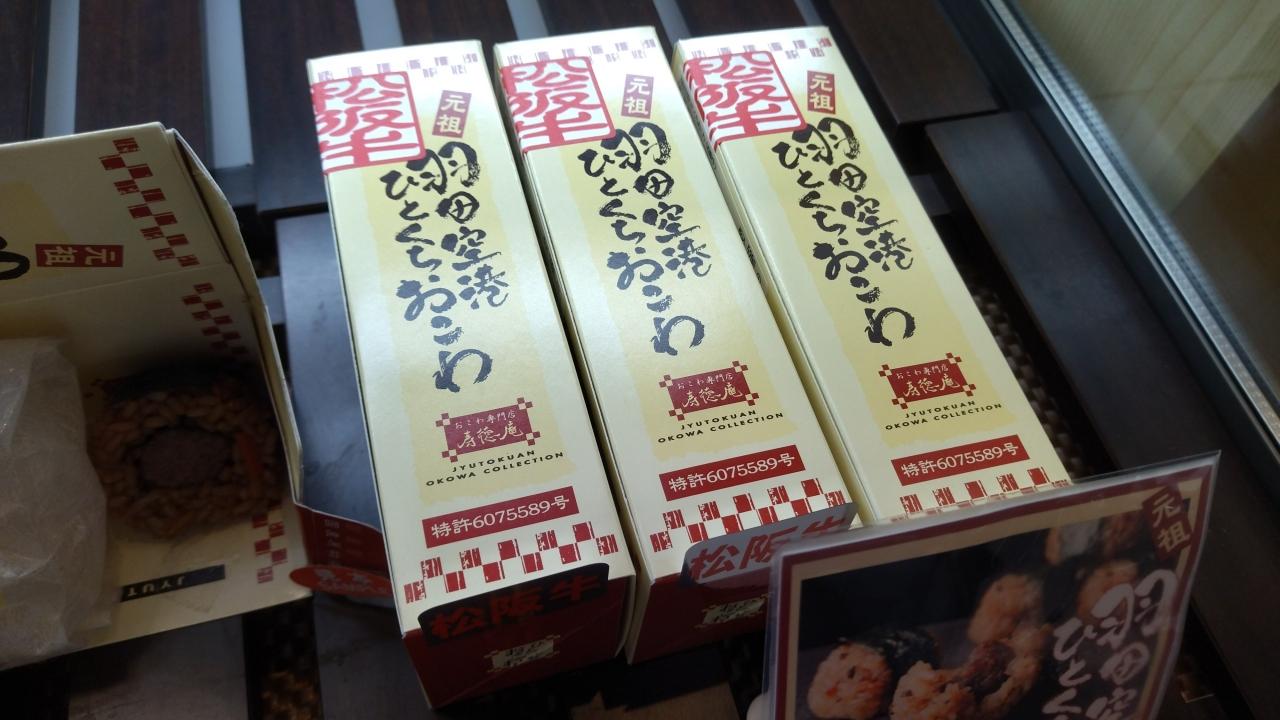 元祖
JYUT
松阪牛
元祖
羽田空港
ひとくちおこわ
おこわ専門店
寿徳庵
JYUTOKUAN
OKOWA COLLECTION
特許6075589号
松阪牛
松阪牛
元祖
羽田空港
ひとくちおこわ
おこわ専門店
寿徳庵
JYUTOKUAN
OKOWA COLLECTION
特許6075589号
松阪牛
松阪牛
元祖
羽田空港
ひとくちおこわ
おこわ専門店
寿徳庵
JYUTOKUAN
OKOWA COLLECTION
特許6075589号
元祖
羽田空
ひとく